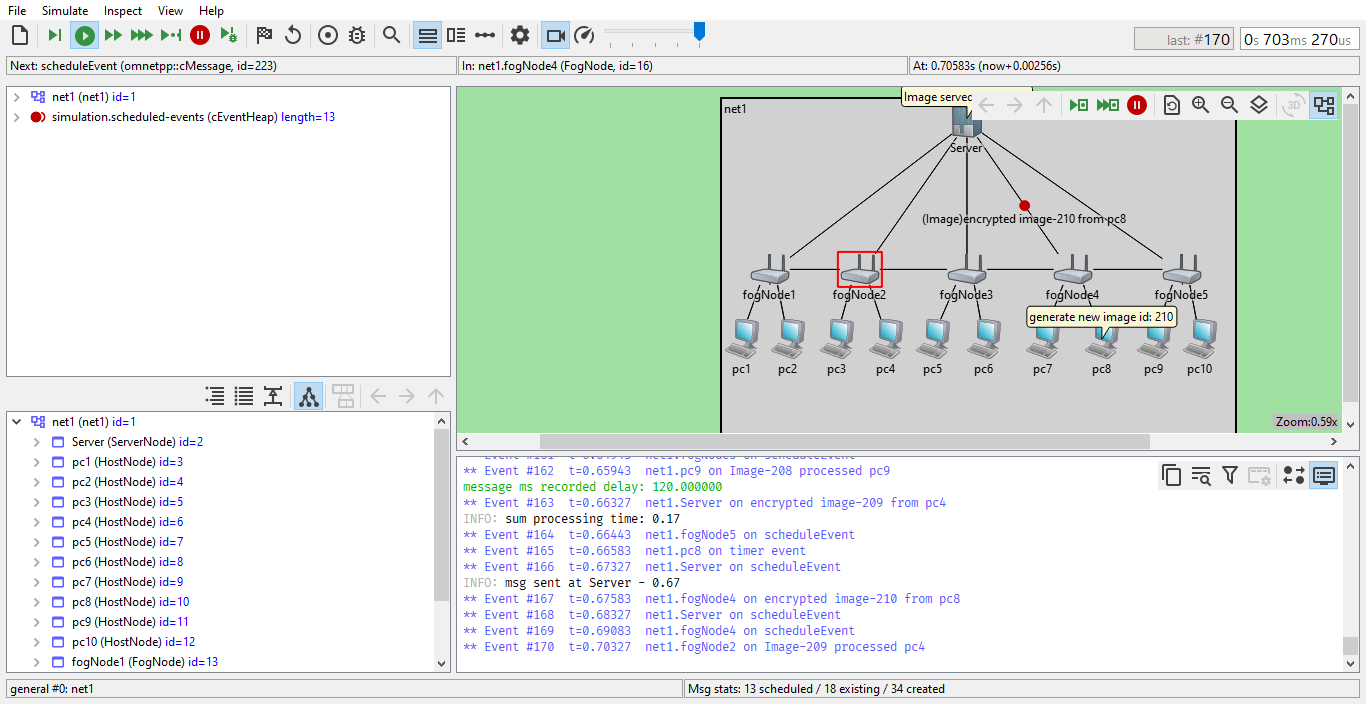 File Simulate Inspect View Help
last: #170 0s 703ms 270us
Next: scheduleEvent (omnetpp::cMessage, id=223) In: net1.fogNode4 (FogNode, id=16) At: 0.70583s (now+0.00256s)
net1 (net1) id=1
simulation.scheduled-events (cEventHeap) length=13
net1 (net1) id=1
Server (ServerNode) id=2
pc1 (HostNode) id=3
pc2 (HostNode) id=4
pc3 (HostNode) id=5
pc4 (HostNode) id=6
pc5 (HostNode) id=7
pc6 (HostNode) id=8
pc7 (HostNode) id=9
pc8 (HostNode) id=10
pc9 (HostNode) id=11
pc10 (HostNode) id=12
fogNode1 (FogNode) id=13
Image served
3D
net1
Server
(Image)encrypted image-210 from pc8
fogNode1 fogNode2 fogNode3 fogNode4 fogNode5
generate new image id: 210
pc1 pc2 pc3 pc4 pc5 pc6 pc7 pc8 pc9 pc10
Zoom:0.59x
** Event #162 t=0.65943 net1.pc9 on Image-208 processed pc9
message ms recorded delay: 120.000000
** Event #163 t=0.66327 net1.Server on encrypted image-209 from pc4
INFO: sum processing time: 0.17
** Event #164 t=0.66443 net1.fogNode5 on scheduleEvent
** Event #165 t=0.66583 net1.pc8 on timer event
** Event #166 t=0.67327 net1.Server on scheduleEvent
INFO: msg sent at Server - 0.67
** Event #167 t=0.67583 net1.fogNode4 on encrypted image-210 from pc8
** Event #168 t=0.68327 net1.Server on scheduleEvent
** Event #169 t=0.69083 net1.fogNode4 on scheduleEvent
** Event #170 t=0.70327 net1.fogNode2 on Image-209 processed pc4
general #0: net1 Msg stats: 13 scheduled / 18 existing / 34 created